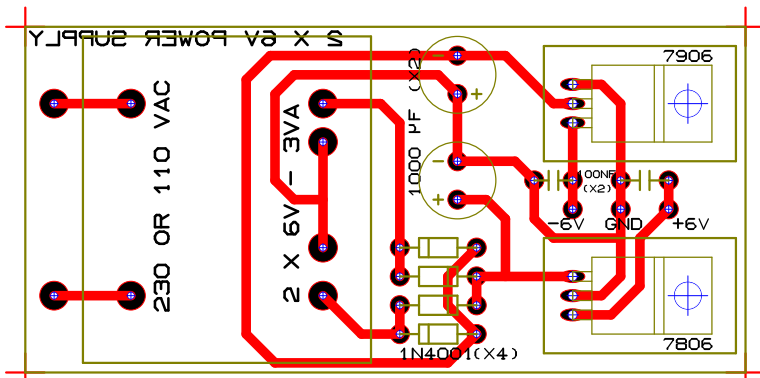 2 X 6V POWER SUPPLY
7906
(X2)
1000 µF
230 OR 110 VAC
2 X 6V - 3VA
100NF
(X2)
-6V GND +6V
7806
1N4001(X4)
- 
+
-
+